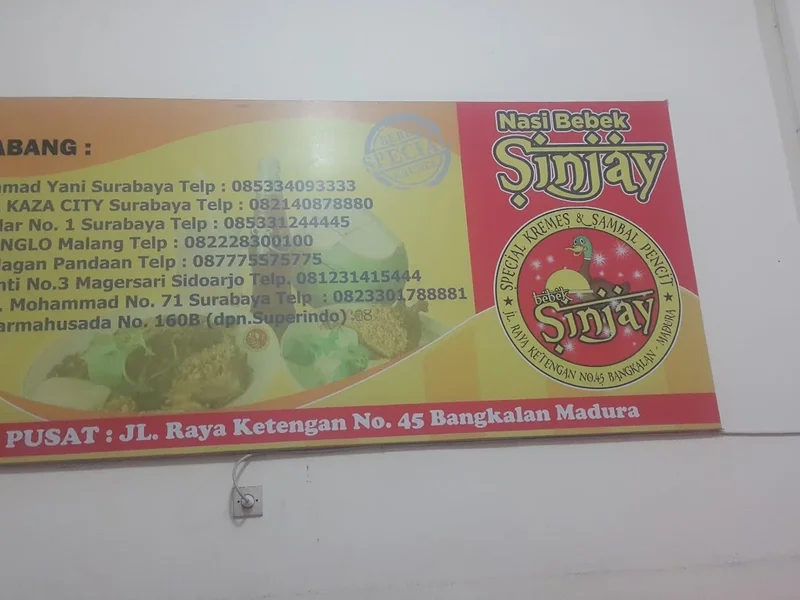 ABANG :
mad Yani Surabaya Telp : 085334093333
KAZA CITY Surabaya Telp : 082140878880
lar No. 1 Surabaya Telp : 085331244445
NGLO Malang Telp : 082228300100
Jagan Pandaan Telp : 087775575775
nti No.3 Magersari Sidoarjo Telp. 081231415444
. Mohammad No. 71 Surabaya Telp : 0823301788881
armahusada No. 160B (dpn.Superindo) :08
PUSAT : JL. Raya Ketengan No. 45 Bangkalan Madura
SPECIAL
Nasi Bebek
Sinjay
SPECIAL KREMES & SAMBAL PENCIT
bebek
Sinjay
JL. RAYA KETENGAN NO.45 BANGKALAN - MADURA